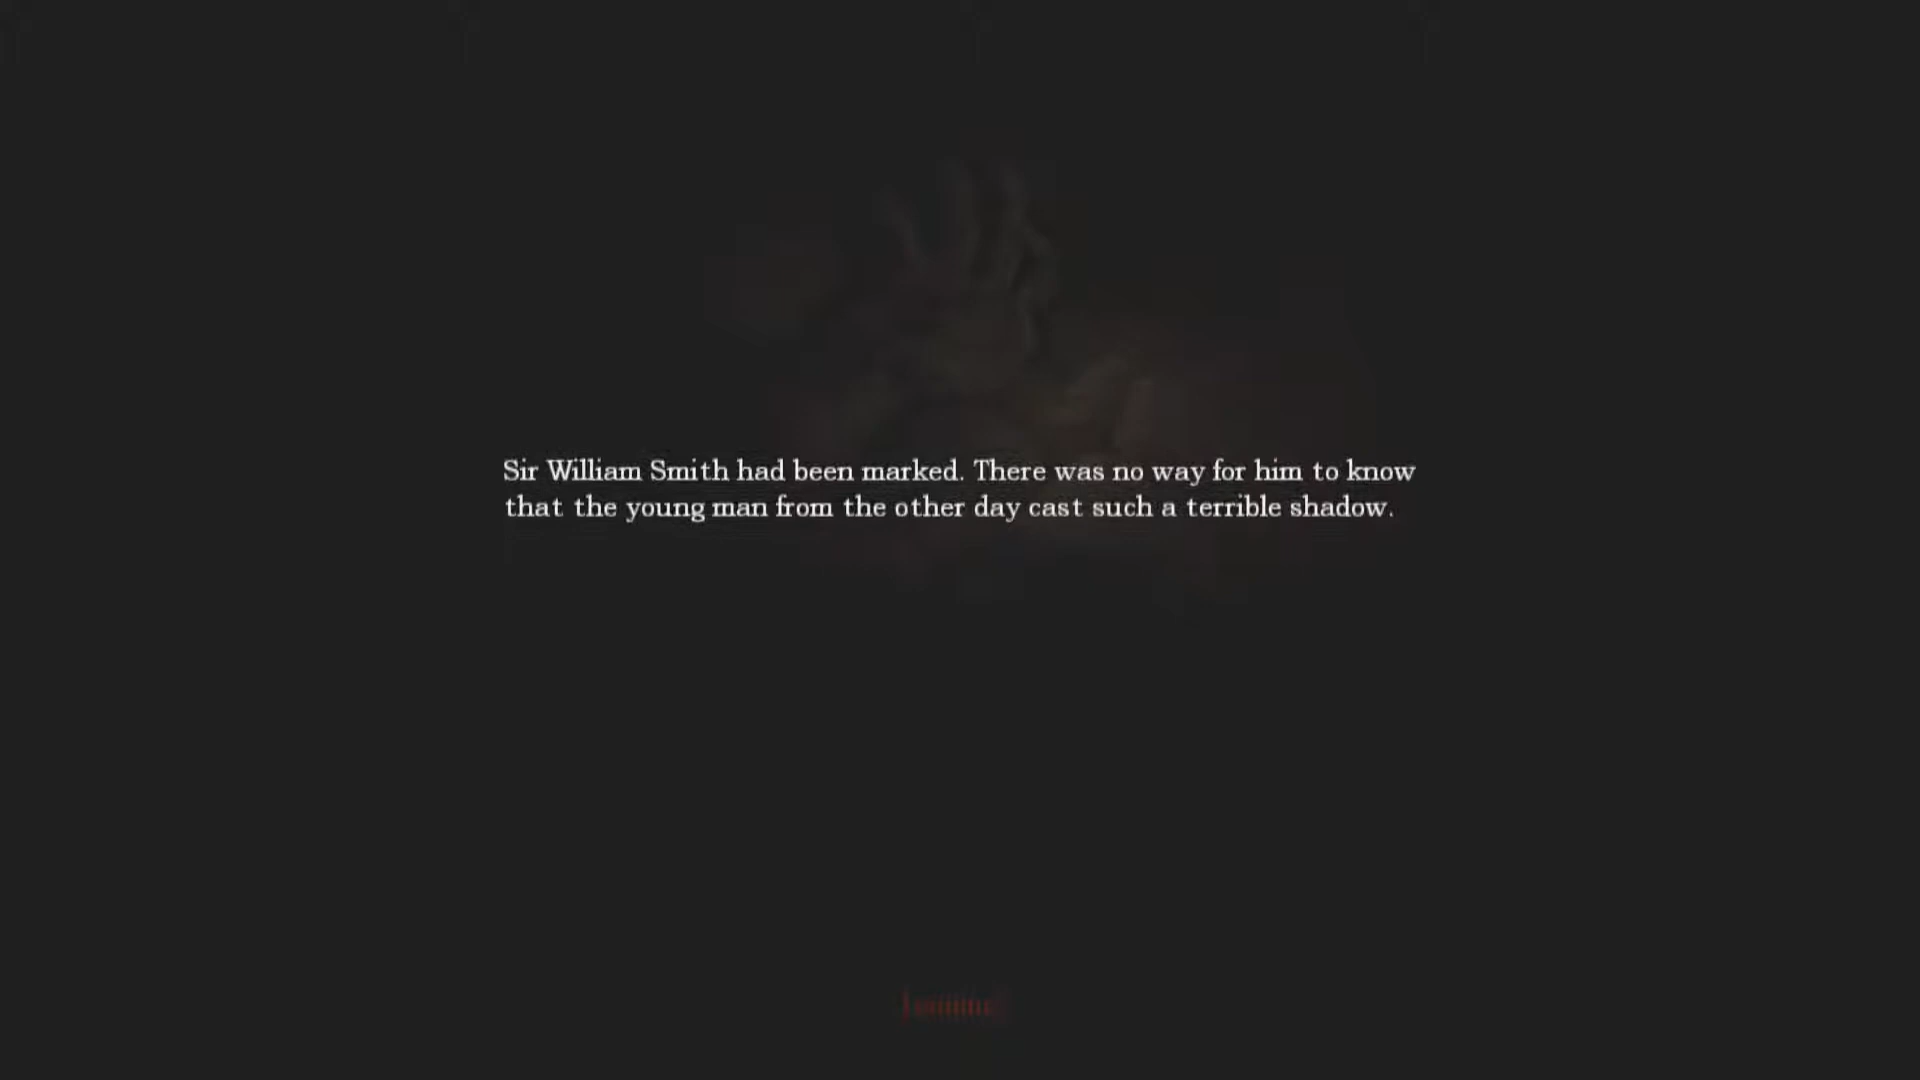 Sir William Smith had been marked. There was no way for him to know
that the young man from the other day cast such a terrible shadow.